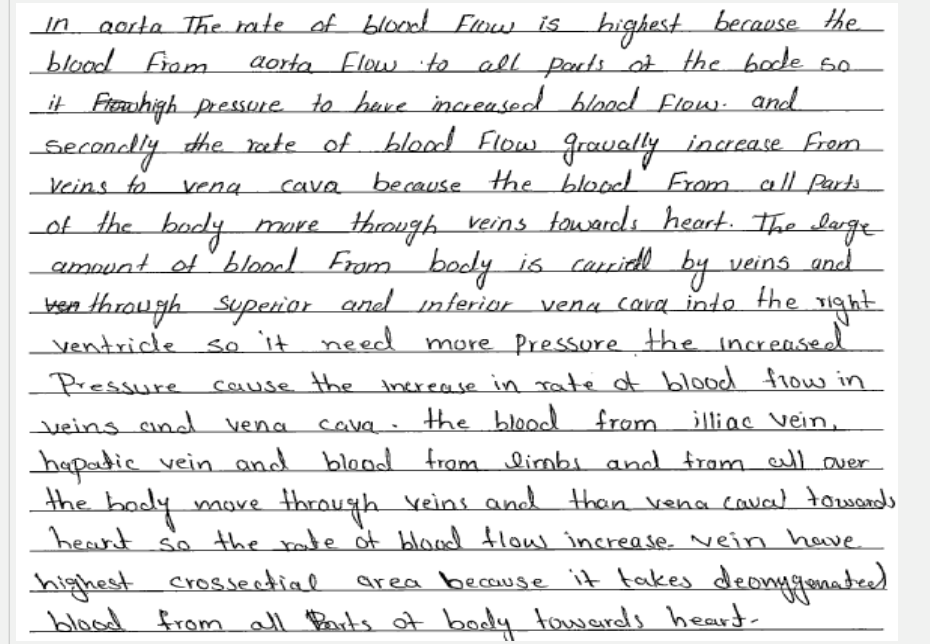 in aorta The rate of blood Flow is highest because the
blood From aorta Flow to all parts of the bode so
it high pressure to have increased blood Flow. and
secondly the rate of blood Flow gravally increase From
veins to vena cava because the blood From all Parts
of the body move through veins towards heart. The large
amount of blood From body is carried by veins and
ven through superior and inferior vena cava into the right
ventricle so it need more Pressure the increased
Pressure cause the increase in rate of blood flow in
veins and vena cava. the blood from illiac vein,
hapatic vein and blood from limbs and from all over
the body move through veins and than vena caval towards
heart so the rate of blood flow increase. vein have
highest crossectial area because it takes deonygenated
blood from all Parts of body towards heart.